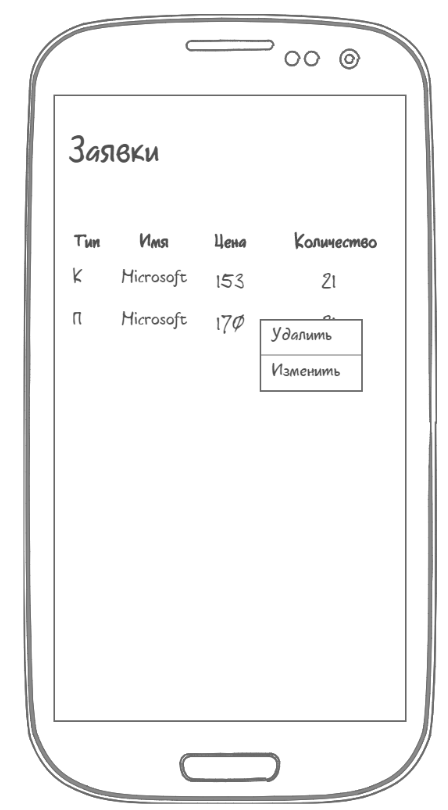 Заявки
Тип Имя Цена Количество
К Microsoft 153 21
П Microsoft 170
Удалить
Изменить